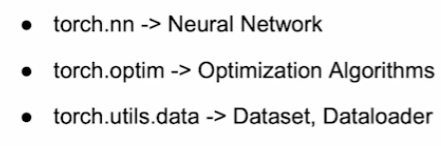 ● torch.nn -> Neural Network
● torch.optim -> Optimization Algorithms
● torch.utils.data -> Dataset, Dataloader